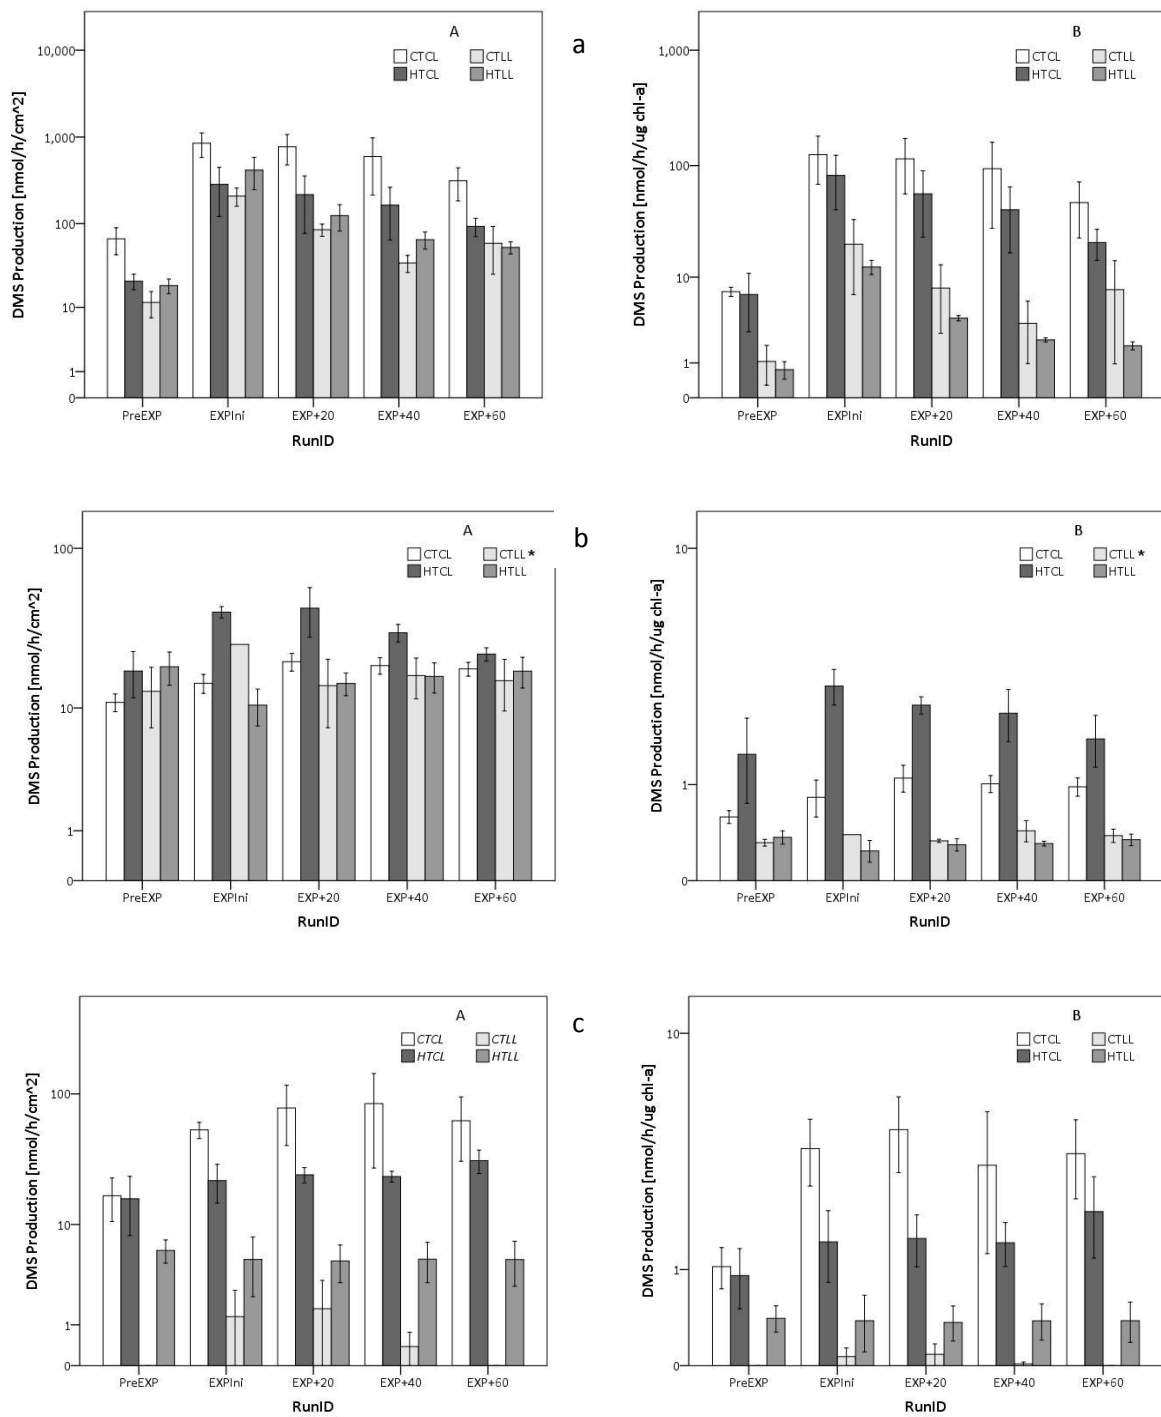 A
CTCL CTLL
HTCL HTLL
DMS Production [nmol/h/cm^2]
10,000
1,000
100
10
1
0
PreEXP EXPIni EXP+20 EXP+40 EXP+60
RunID
a
B
CTCL CTLL
HTCL HTLL
DMS Production [nmol/h/ug chl-a]
1,000
100
10
1
0
PreEXP EXPIni EXP+20 EXP+40 EXP+60
RunID
A
CTCL CTLL *
HTCL HTLL
DMS Production [nmol/h/cm^2]
100
10
1
0
PreEXP EXPIni EXP+20 EXP+40 EXP+60
RunID
b
B
CTCL CTLL *
HTCL HTLL
DMS Production [nmol/h/ug chl-a]
10
1
0
PreEXP EXPIni EXP+20 EXP+40 EXP+60
RunID
A
CTCL CTLL
HTCL HTLL
DMS Production [nmol/h/cm^2]
100
10
1
0
PreEXP EXPIni EXP+20 EXP+40 EXP+60
RunID
c
B
CTCL CTLL
HTCL HTLL
DMS Production [nmol/h/ug chl-a]
10
1
0
PreEXP EXPIni EXP+20 EXP+40 EXP+60
RunID